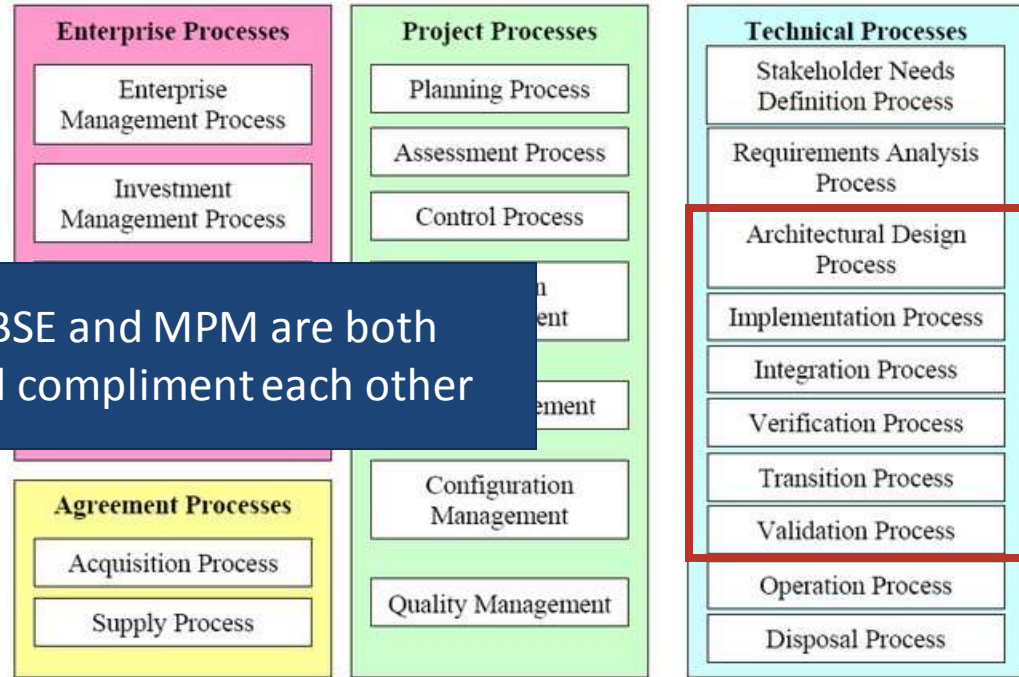 Enterprise Processes
Enterprise
Management Process
Investment
Management Process
BSE and MPM are both
compliment each other
Agreement Processes
Acquisition Process
Supply Process
Project Processes
Planning Process
Assessment Process
Control Process
Configuration
Management
Quality Management
Technical Processes
Stakeholder Needs
Definition Process
Requirements Analysis
Process
Architectural Design
Process
Implementation Process
Integration Process
Verification Process
Transition Process
Validation Process
Operation Process
Disposal Process